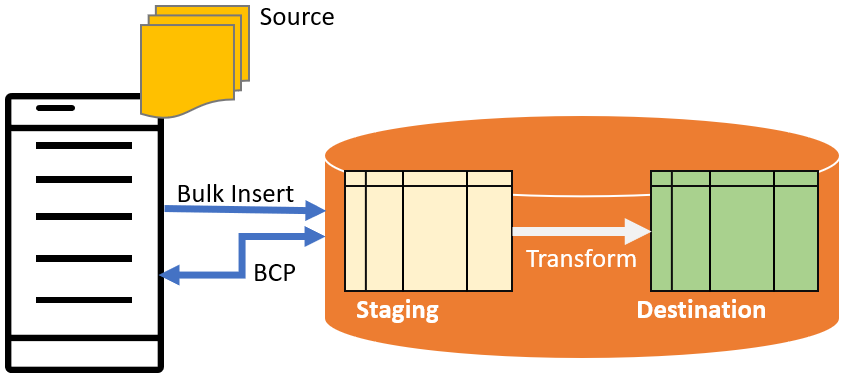 Source
Bulk Insert
BCP
Transform
Staging
Destination